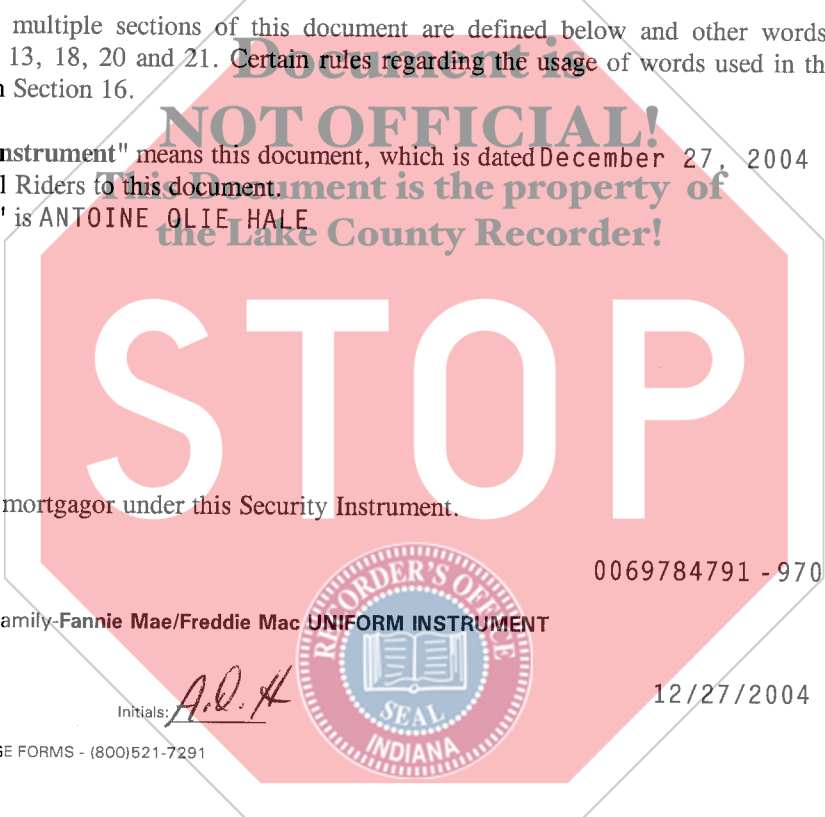 multiple sections of this document are defined below and other words
13, 18, 20 and 21. Certain rules regarding the usage of words used in th
Section 16.
Document is
NOT OFFICIAL!
nstrument" means this document, which is dated December 27, 2004
l Riders to this document.
This Document is the property of
" is ANTOINE OLIE HALE
the Lake County Recorder!
STOP
mortgagor under this Security Instrument.
0069784791 - 970
amily-Fannie Mae/Freddie Mac UNIFORM INSTRUMENT
RECORDER'S OFFICE
SEAL
INDIANA
Initials: A.O.H
12/27/2004
GE FORMS - (800)521-7291